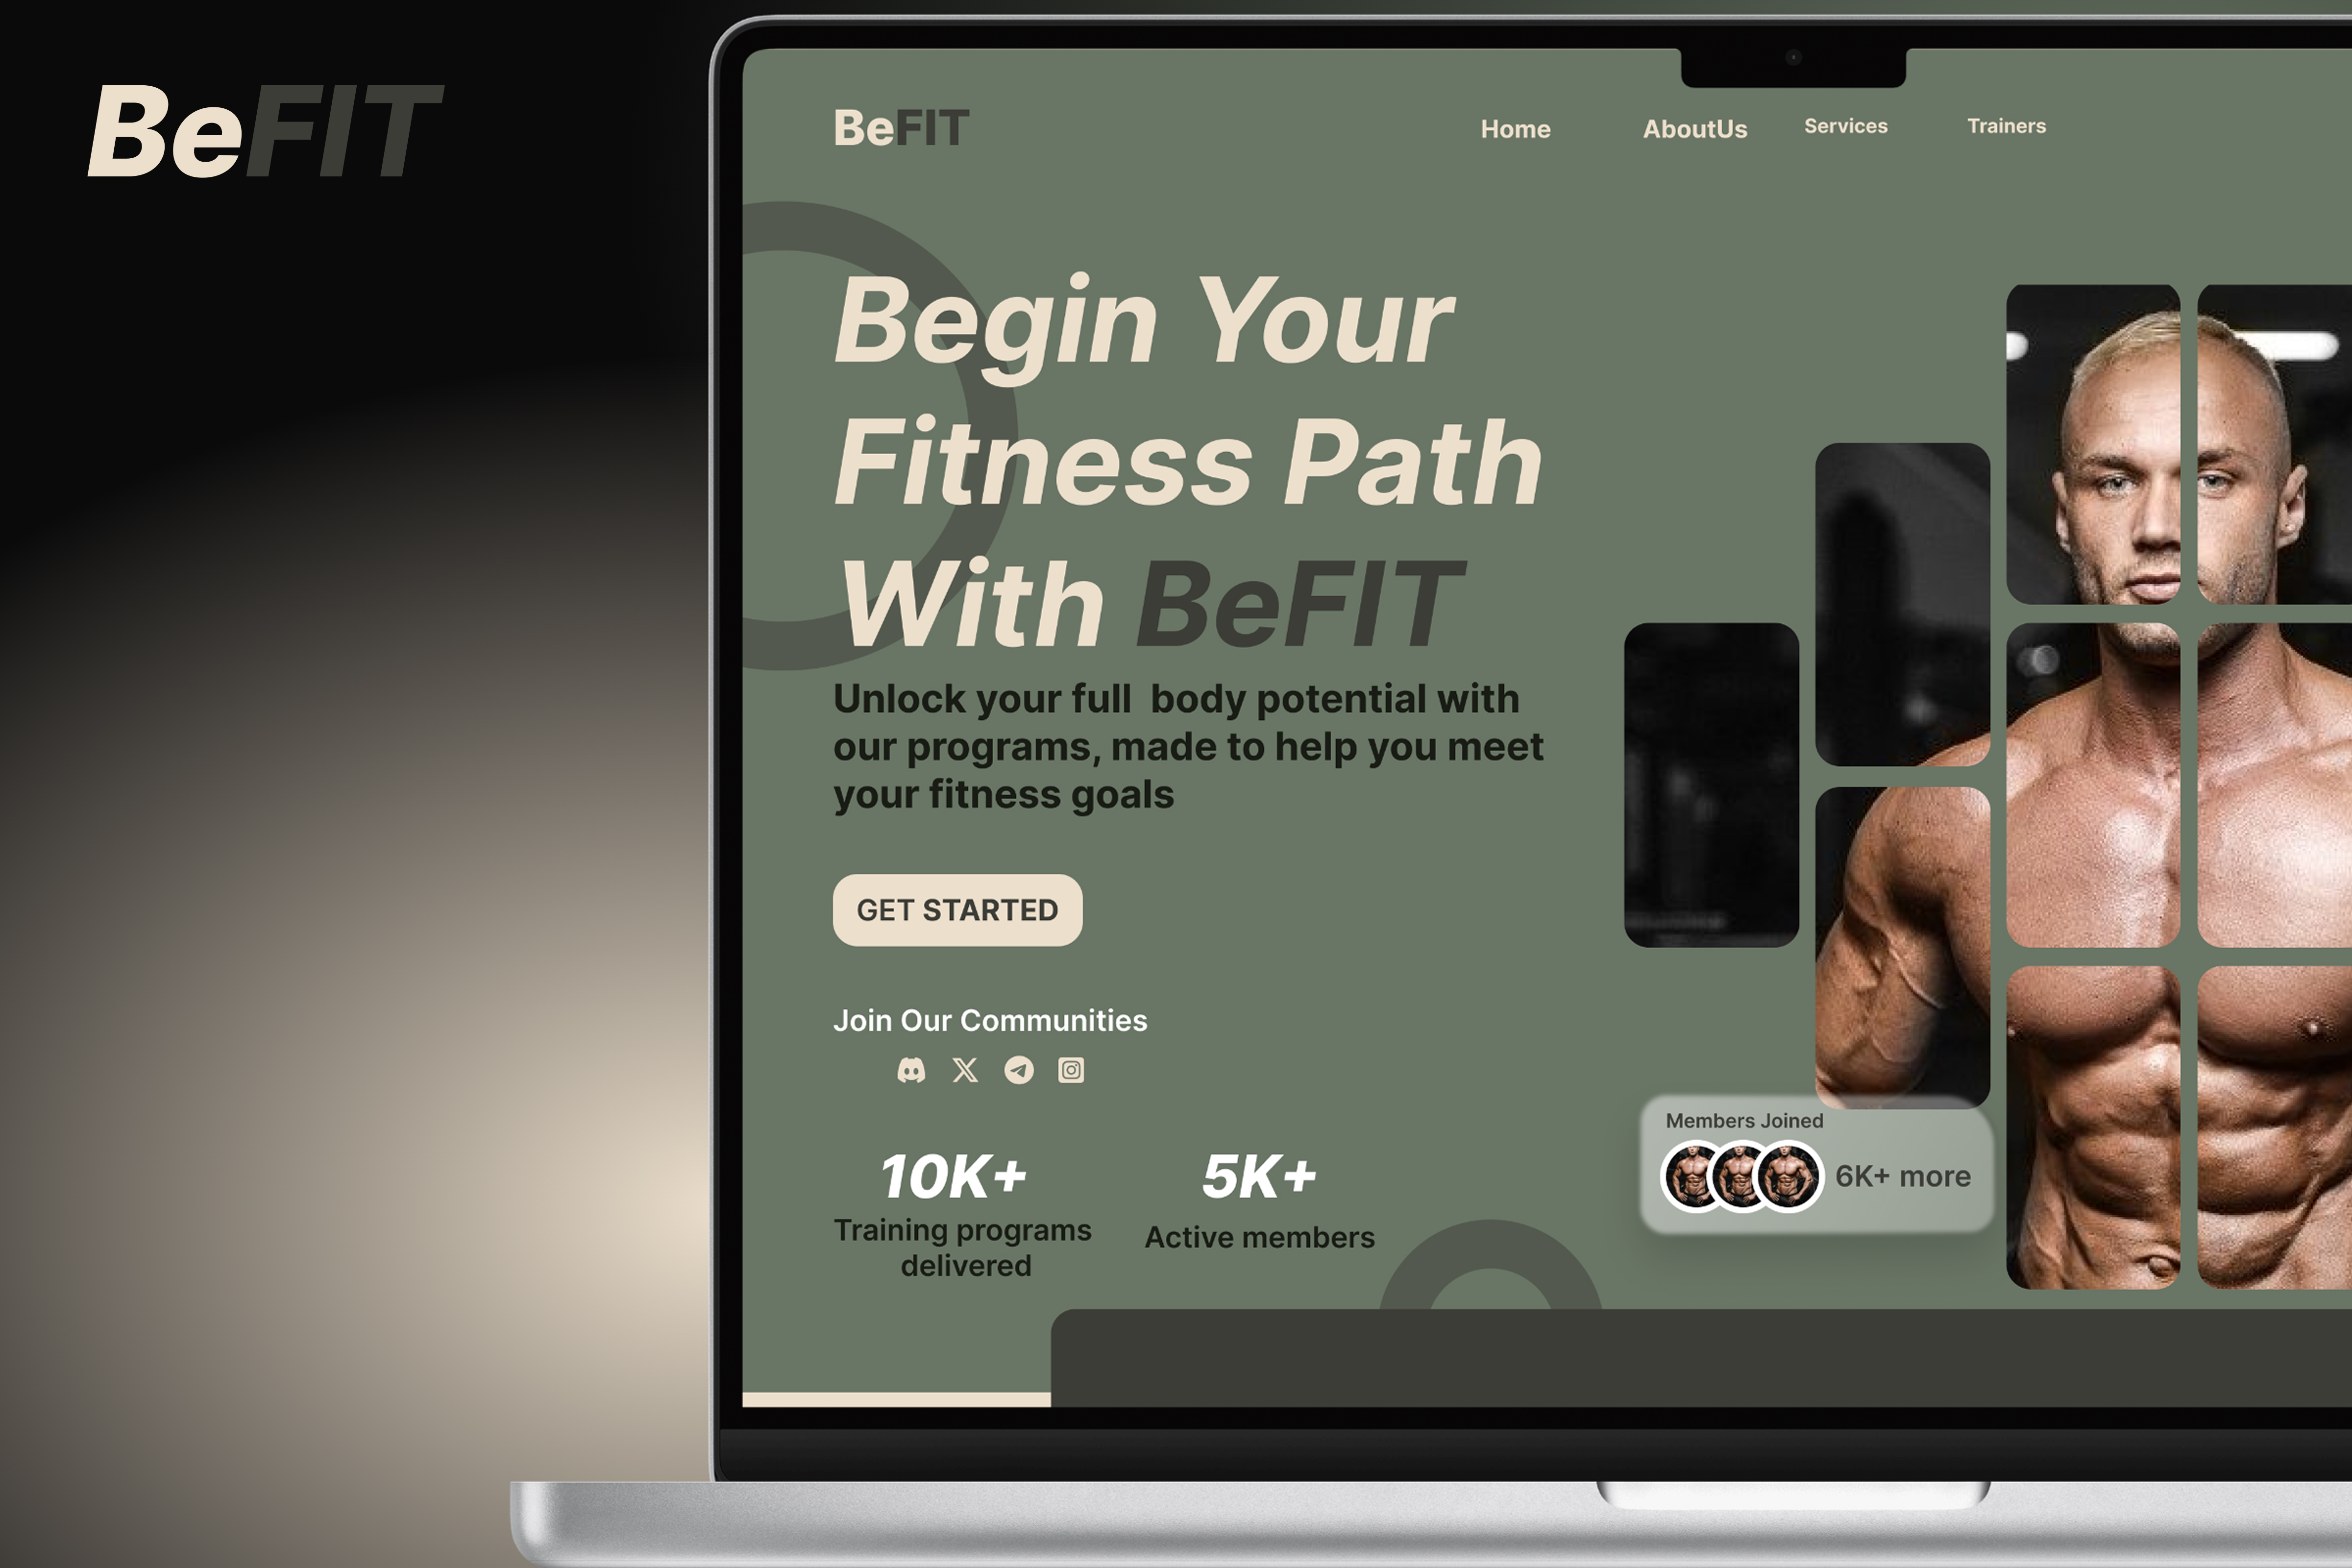 BeFIT
BeFIT
Home AboutUs Services Trainers
Begin Your
Fitness Path
With BeFIT
Unlock your full  body potential with
our programs, made to help you meet
your fitness goals
GET STARTED
Join Our Communities
10K+
Training programs
delivered
5K+
Active members
Members Joined
6K+ more